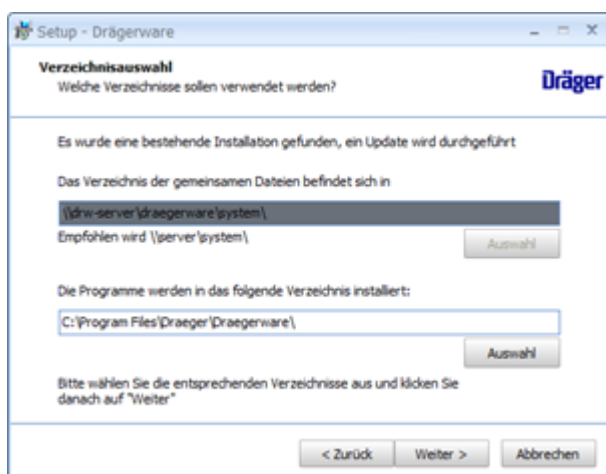 Setup - Drägerware
Verzeichnisauswahl
Welche Verzeichnisse sollen verwendet werden?
Dräger
Es wurde eine bestehende Installation gefunden, ein Update wird durchgeführt
Das Verzeichnis der gemeinsamen Dateien befindet sich in
\\drw-server\draegerware\system\
Empfohlen wird \\server\system\
Auswahl
Die Programme werden in das folgende Verzeichnis installiert:
C:\Program Files\Draeger\Draegerware\
Auswahl
Bitte wählen Sie die entsprechenden Verzeichnisse aus und klicken Sie
danach auf "Weiter"
< Zurück
Weiter >
Abbrechen